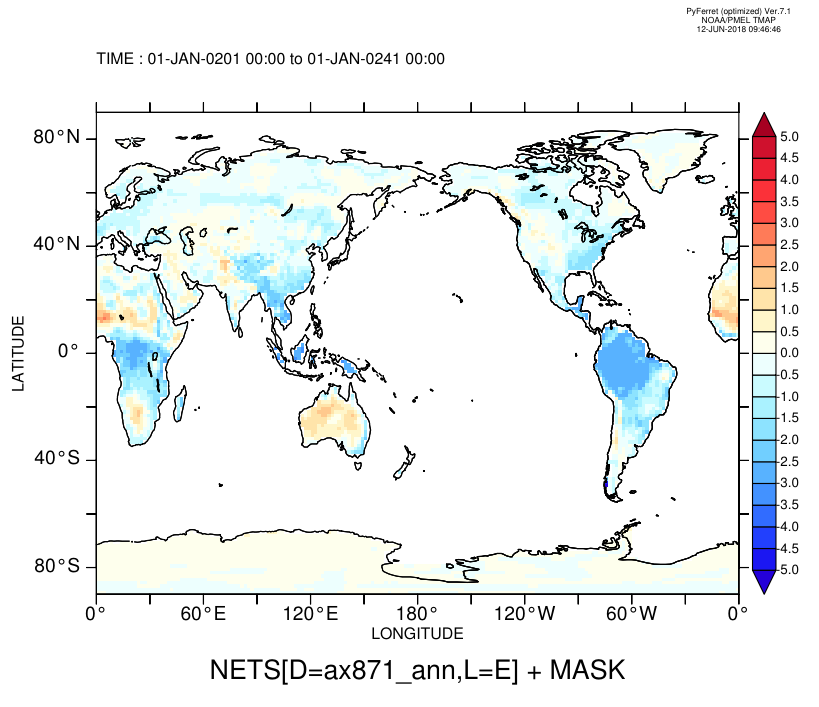 PyFerret (optimized) Ver.7.1
NOAA/PMEL TMAP
12-JUN-2018 09:46:46
TIME : 01-JAN-0201 00:00 to 01-JAN-0241 00:00
80°N
40°N
0°
40°S
80°S
LATITUDE
0°
60°E
120°E
180°
120°W
60°W
0°
LONGITUDE
5.0
4.5
4.0
3.5
3.0
2.5
2.0
1.5
1.0
0.5
0.0
-0.5
-1.0
-1.5
-2.0
-2.5
-3.0
-3.5
-4.0
-4.5
-5.0
NETS[D=ax871_ann,L=E] + MASK